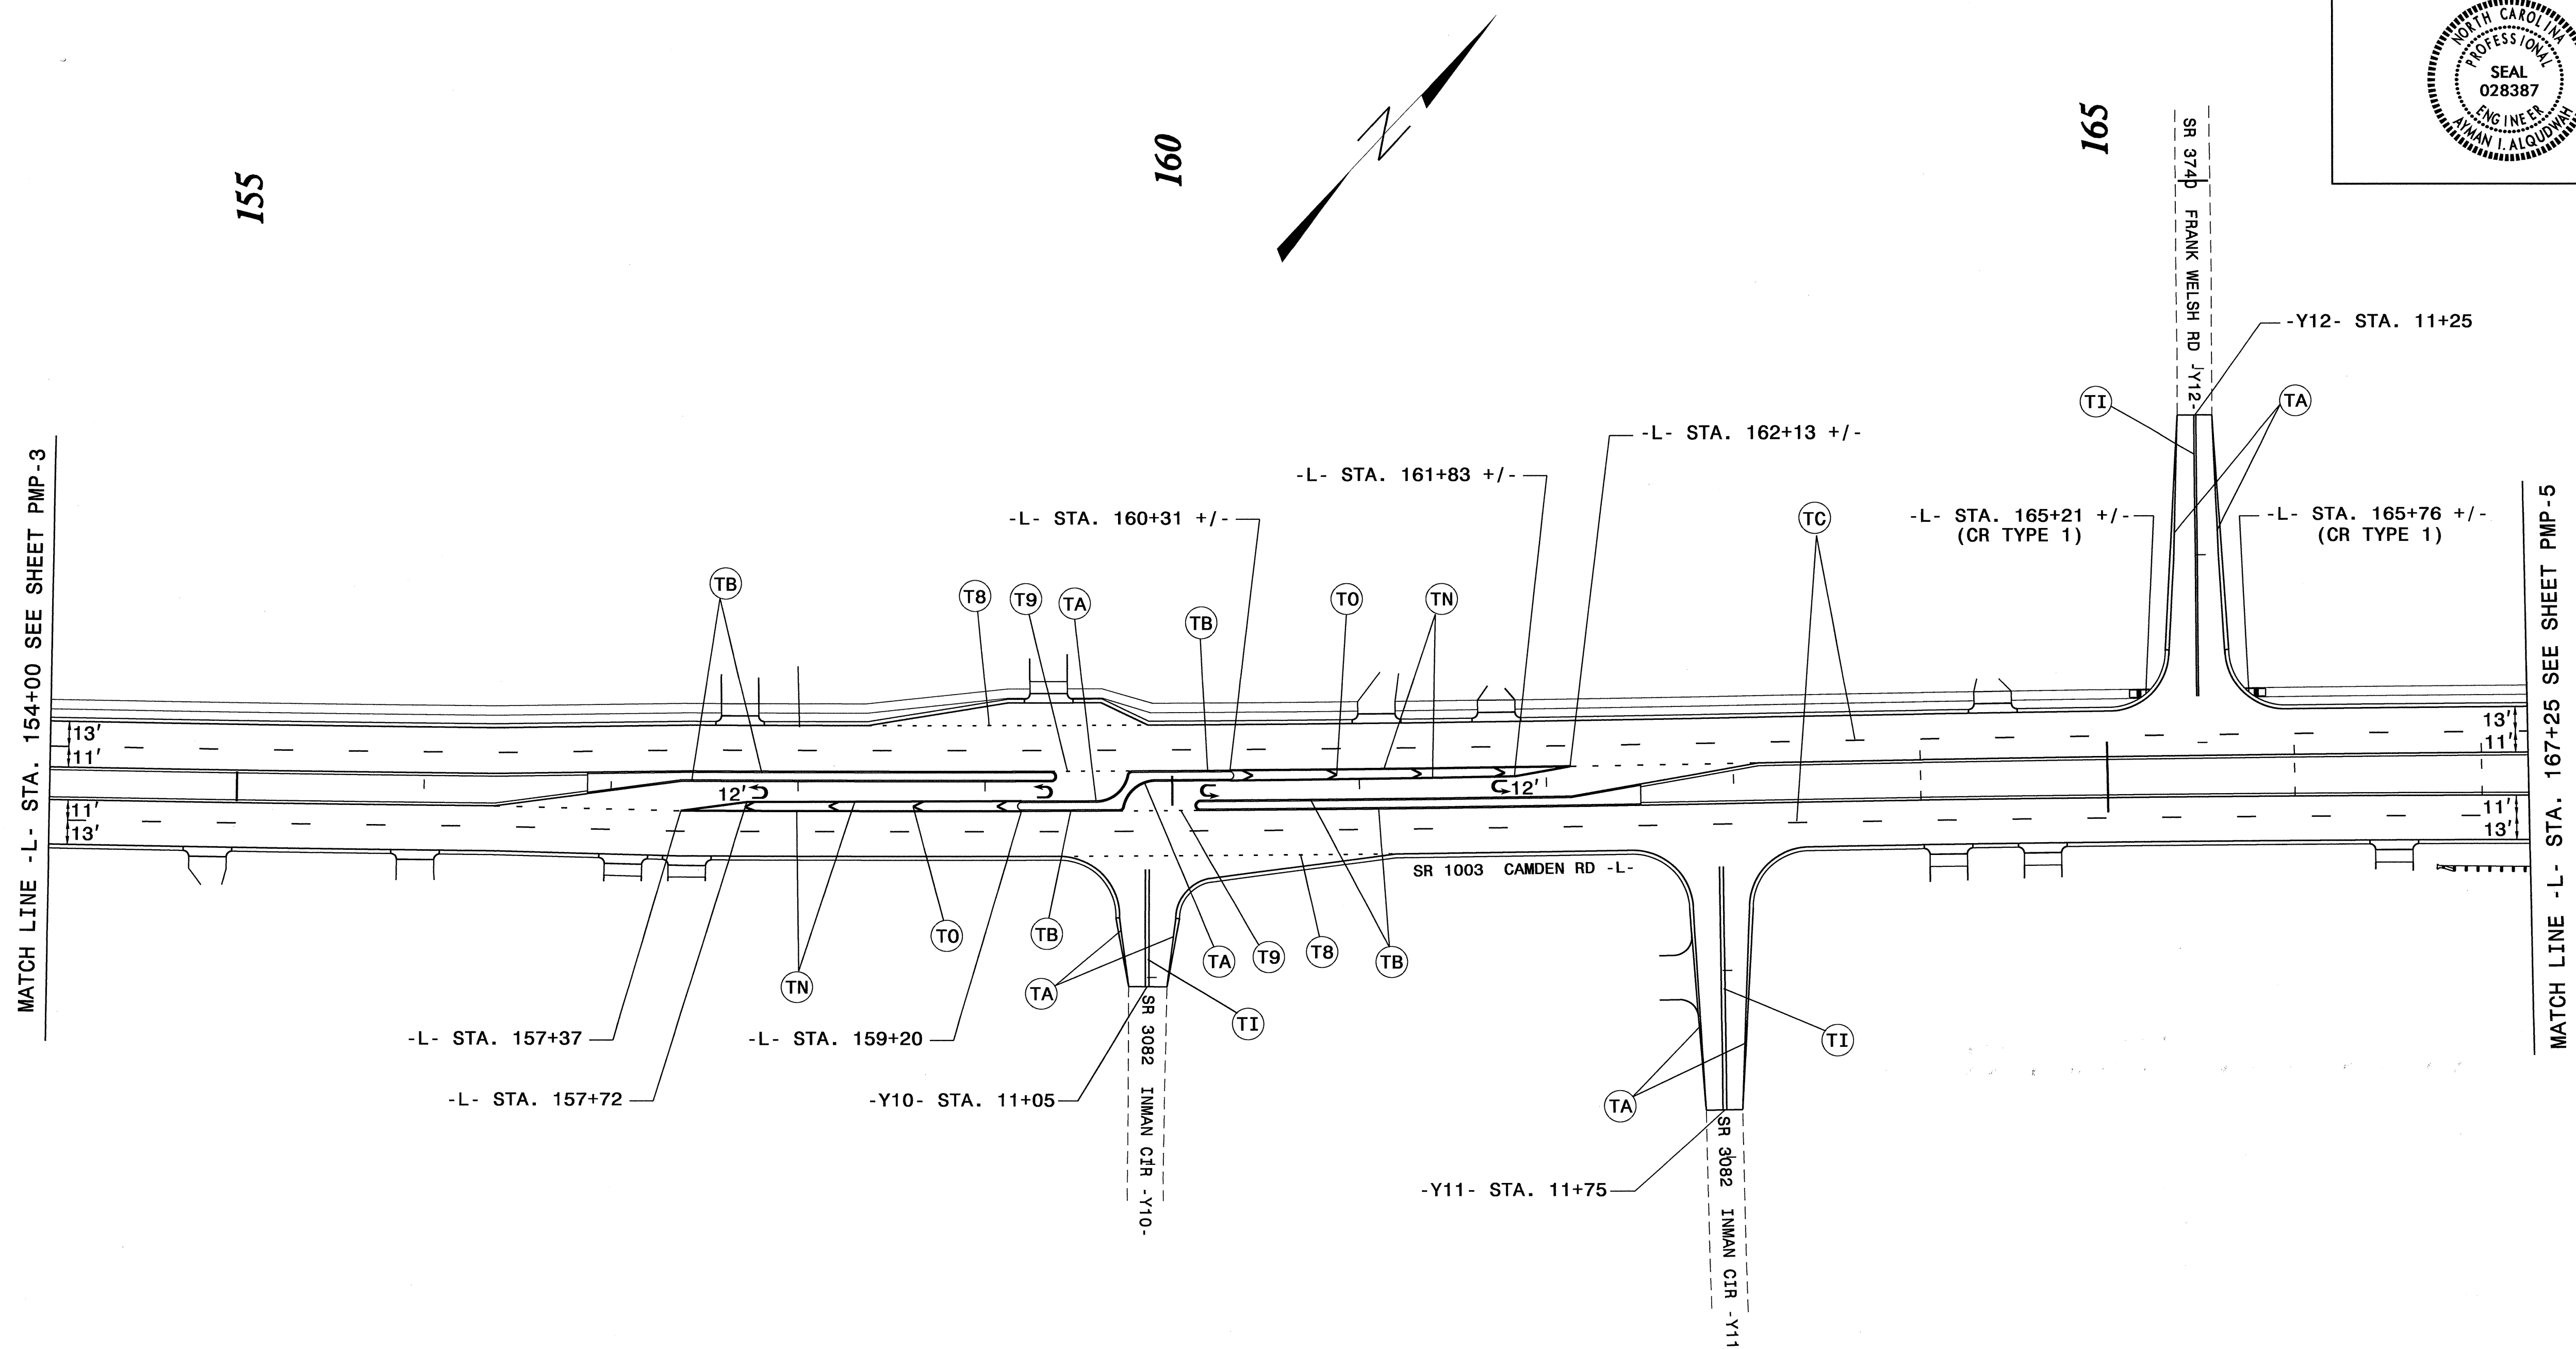 NORTH CAROLINA
PROFESSIONAL
SEAL
028387
ENGINEER
AYMAN I. ALQUDWAH
155
160
165
N
SR 3740 FRANK WELSH RD -Y12-
-Y12- STA. 11+25
TI
TA
-L- STA. 162+13 +/-
-L- STA. 161+83 +/-
-L- STA. 160+31 +/-
TC
-L- STA. 165+21 +/-
(CR TYPE 1)
-L- STA. 165+76 +/-
(CR TYPE 1)
MATCH LINE -L- STA. 154+00 SEE SHEET PMP-3
MATCH LINE -L- STA. 167+25 SEE SHEET PMP-5
TB
T8
T9
TA
TB
TO
TN
13'
11'
13'
11'
12'
12'
11'
13'
11'
13'
SR 1003 CAMDEN RD -L-
TN
TO
TB
TA
TA
T9
T8
TB
TI
-L- STA. 157+37
-L- STA. 159+20
-L- STA. 157+72
-Y10- STA. 11+05
SR 3082 INMAN CIR -Y10-
TI
TA
-Y11- STA. 11+75
SR 3082 INMAN CIR -Y11